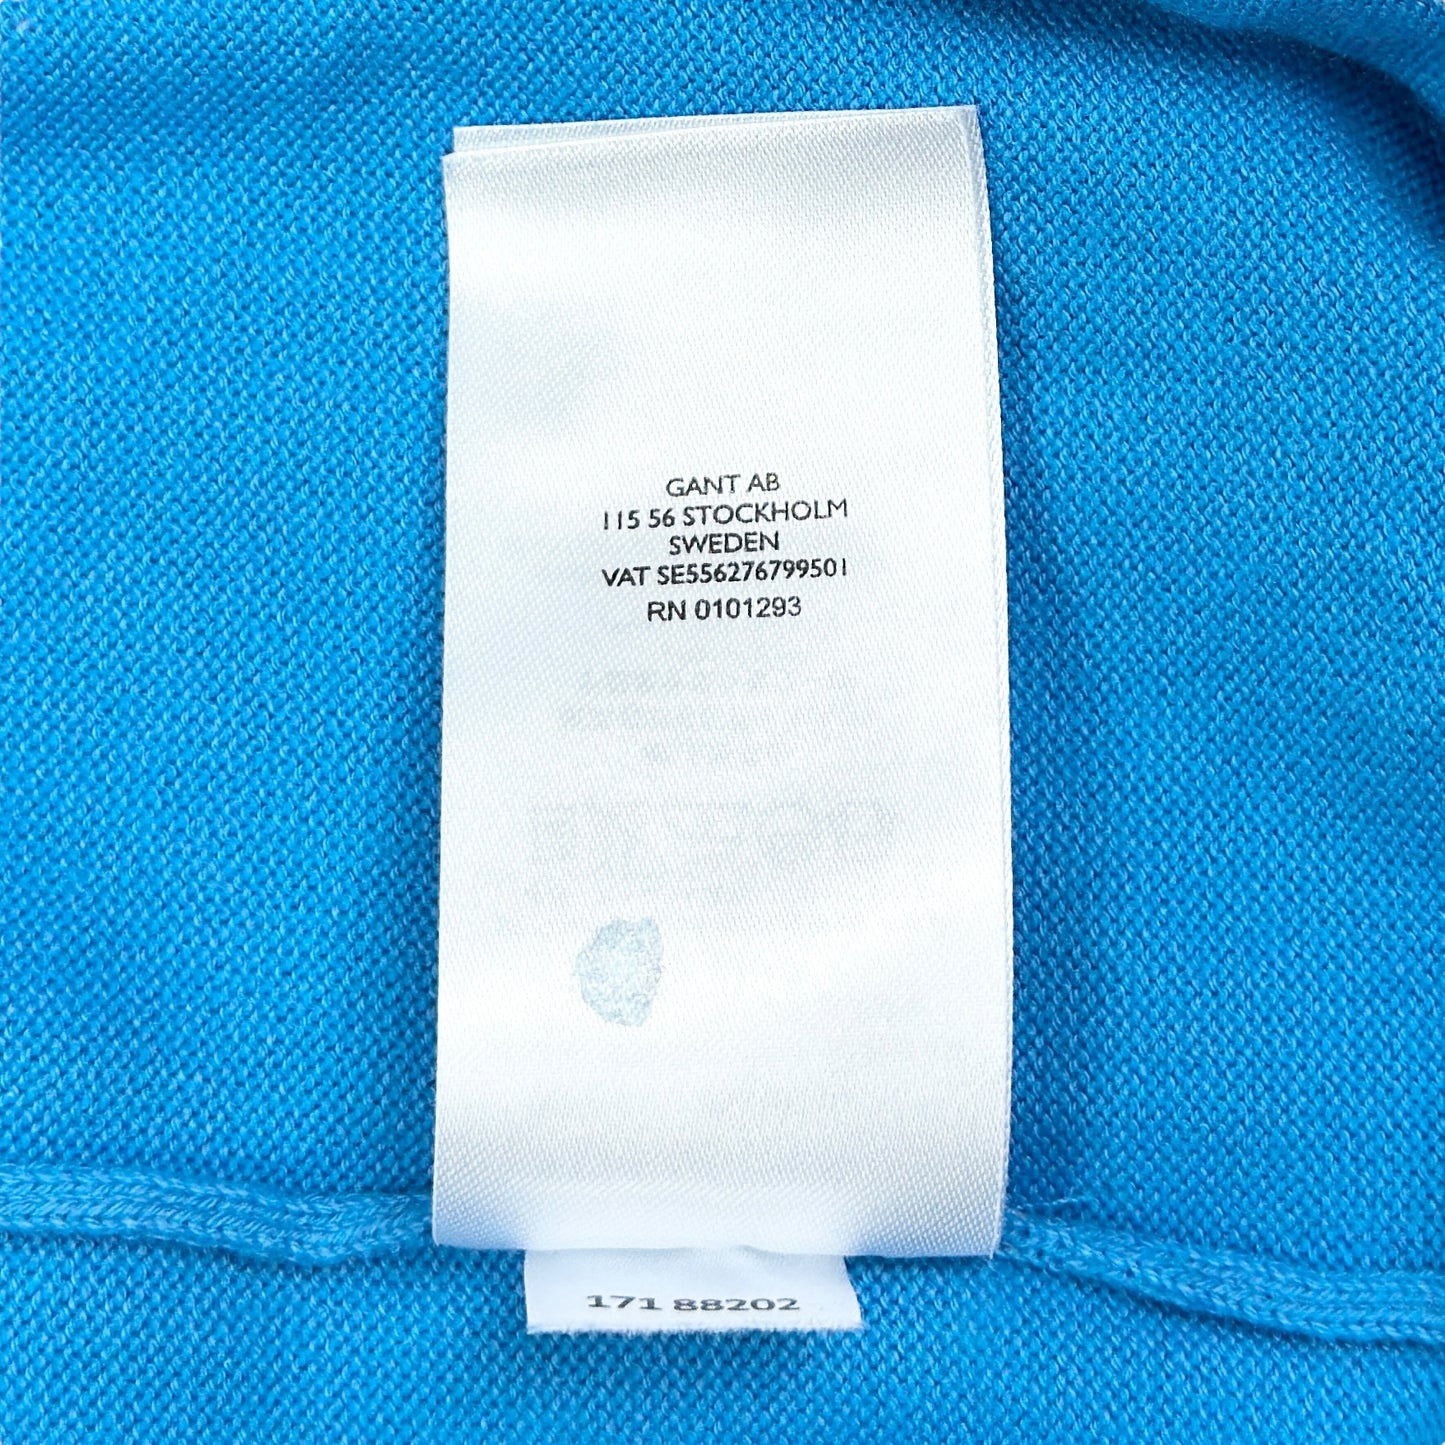 GANT AB
115 56 STOCKHOLM
SWEDEN
VAT SE556276799501
RN 0101293
171 88202